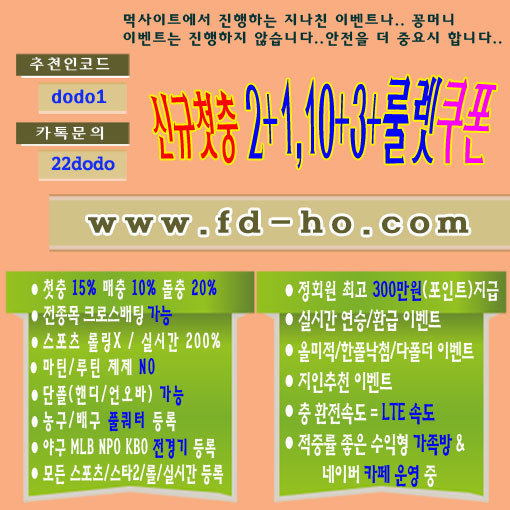 먹사이트에서 진행하는 지나친 이벤트나.. 꽁머니
이벤트는 진행하지 않습니다..안전을 더 중요시 합니다..
추천인코드
dodo1
카톡문의
22dodo
신규첫충 2+1,10+3+룰렛쿠폰
www.fd-ho.com
● 첫충 15% 매충 10% 돌충 20%
● 전종목 크로스배팅 가능
● 스포츠 롤링X / 실시간 200%
● 마틴/루틴 제제 NO
● 단폴(핸디/언오바) 가능
● 농구/배구 풀쿼터 등록
● 야구 MLB NPO KBO 전경기 등록
● 모든 스포츠/스타2/롤/실시간 등록
● 정회원 최고 300만원(포인트)지급
● 실시간 연승/환급 이벤트
● 올미적/한폴낙첨/다폴더 이벤트
● 지인추천 이벤트
● 충 환전속도 = LTE 속도
● 적중률 좋은 수익형 가족방 &
네이버 카페 운영 중